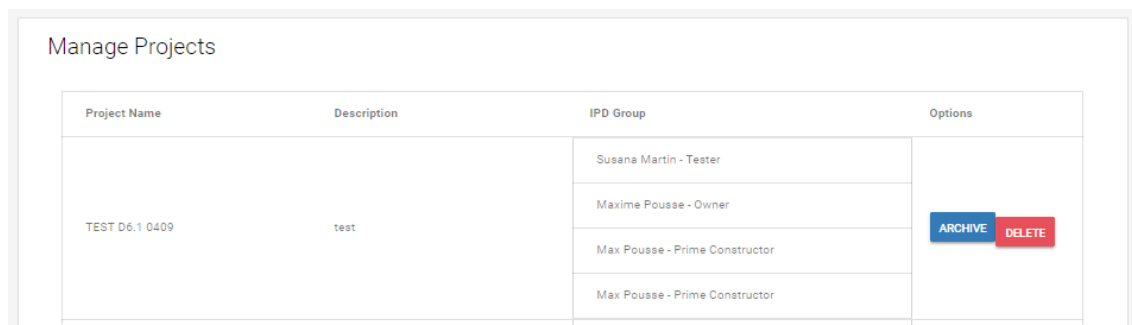 Manage Projects
Project Name Description IPD Group Options
Susana Martin - Tester
Maxime Pousse - Owner
TEST D6.1 0409 test ARCHIVE DELETE
Max Pousse - Prime Constructor
Max Pousse - Prime Constructor